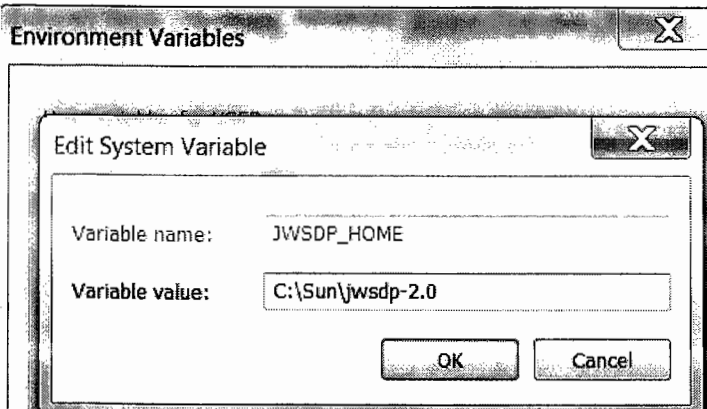 Environment Variables
Edit System Variable
Variable name: JWSDP_HOME
Variable value: C:\Sun\jwsdp-2.0
OK Cancel